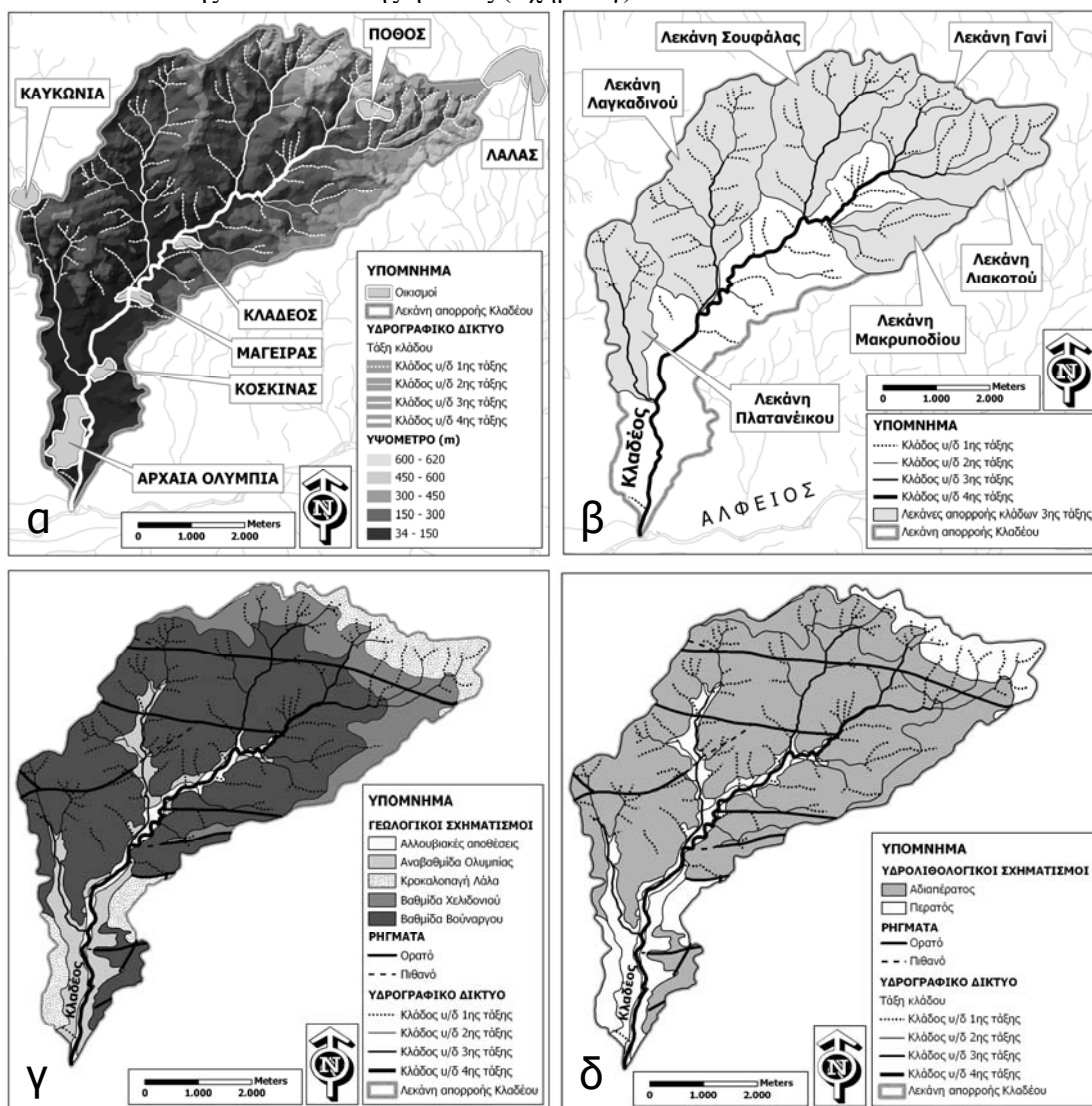 ΠΟΘΟΣ
ΚΑΥΚΩΝΙΑ
ΛΑΛΑΣ
ΥΠΟΜΝΗΜΑ
Οικισμοί
Λεκάνη απορροής Κλαδέου
ΥΔΡΟΓΡΑΦΙΚΟ ΔΙΚΤΥΟ
Τάξη κλάδου
Κλάδος υ/δ 1ης τάξης
Κλάδος υ/δ 2ης τάξης
Κλάδος υ/δ 3ης τάξης
Κλάδος υ/δ 4ης τάξης
ΥΨΟΜΕΤΡΟ (m)
600 - 620
450 - 600
300 - 450
150 - 300
34 - 150
ΚΛΑΔΕΟΣ
ΜΑΓΕΙΡΑΣ
ΚΟΣΚΙΝΑΣ
ΑΡΧΑΙΑ ΟΛΥΜΠΙΑ
N
Meters
0 1.000 2.000
α
Λεκάνη Σουφάλας
Λεκάνη Γανί
Λεκάνη
Λαγκαδινού
Λεκάνη
Λιακοτού
Λεκάνη
Μακρυποδίου
Λεκάνη
Πλατανέικου
Κλαδέος
ΑΛΦΕΙΟΣ
Meters
0 1.000 2.000
N
ΥΠΟΜΝΗΜΑ
Κλάδος υ/δ 1ης τάξης
Κλάδος υ/δ 2ης τάξης
Κλάδος υ/δ 3ης τάξης
Κλάδος υ/δ 4ης τάξης
Λεκάνες απορροής κλάδων 3ης τάξης
Λεκάνη απορροής Κλαδέου
β
ΥΠΟΜΝΗΜΑ
ΓΕΩΛΟΓΙΚΟΙ ΣΧΗΜΑΤΙΣΜΟΙ
Αλλουβιακές αποθέσεις
Αναβαθμίδα Ολυμπίας
Κροκαλοπαγή Λάλα
Βαθμίδα Χελιδονιού
Βαθμίδα Βούναργου
ΡΗΓΜΑΤΑ
Ορατό
Πιθανό
ΥΔΡΟΓΡΑΦΙΚΟ ΔΙΚΤΥΟ
Κλάδος υ/δ 1ης τάξης
Κλάδος υ/δ 2ης τάξης
Κλάδος υ/δ 3ης τάξης
Κλάδος υ/δ 4ης τάξης
Λεκάνη απορροής Κλαδέου
Κλαδέος
N
Meters
0 1.000 2.000
γ
ΥΠΟΜΝΗΜΑ
ΥΔΡΟΛΙΘΟΛΟΓΙΚΟΙ ΣΧΗΜΑΤΙΣΜΟΙ
Αδιαπέρατος
Περατός
ΡΗΓΜΑΤΑ
Ορατό
Πιθανό
ΥΔΡΟΓΡΑΦΙΚΟ ΔΙΚΤΥΟ
Τάξη κλάδου
Κλάδος υ/δ 1ης τάξης
Κλάδος υ/δ 2ης τάξης
Κλάδος υ/δ 3ης τάξης
Κλάδος υ/δ 4ης τάξης
Λεκάνη απορροής Κλαδέου
Κλαδέος
N
Meters
0 1.000 2.000
δ